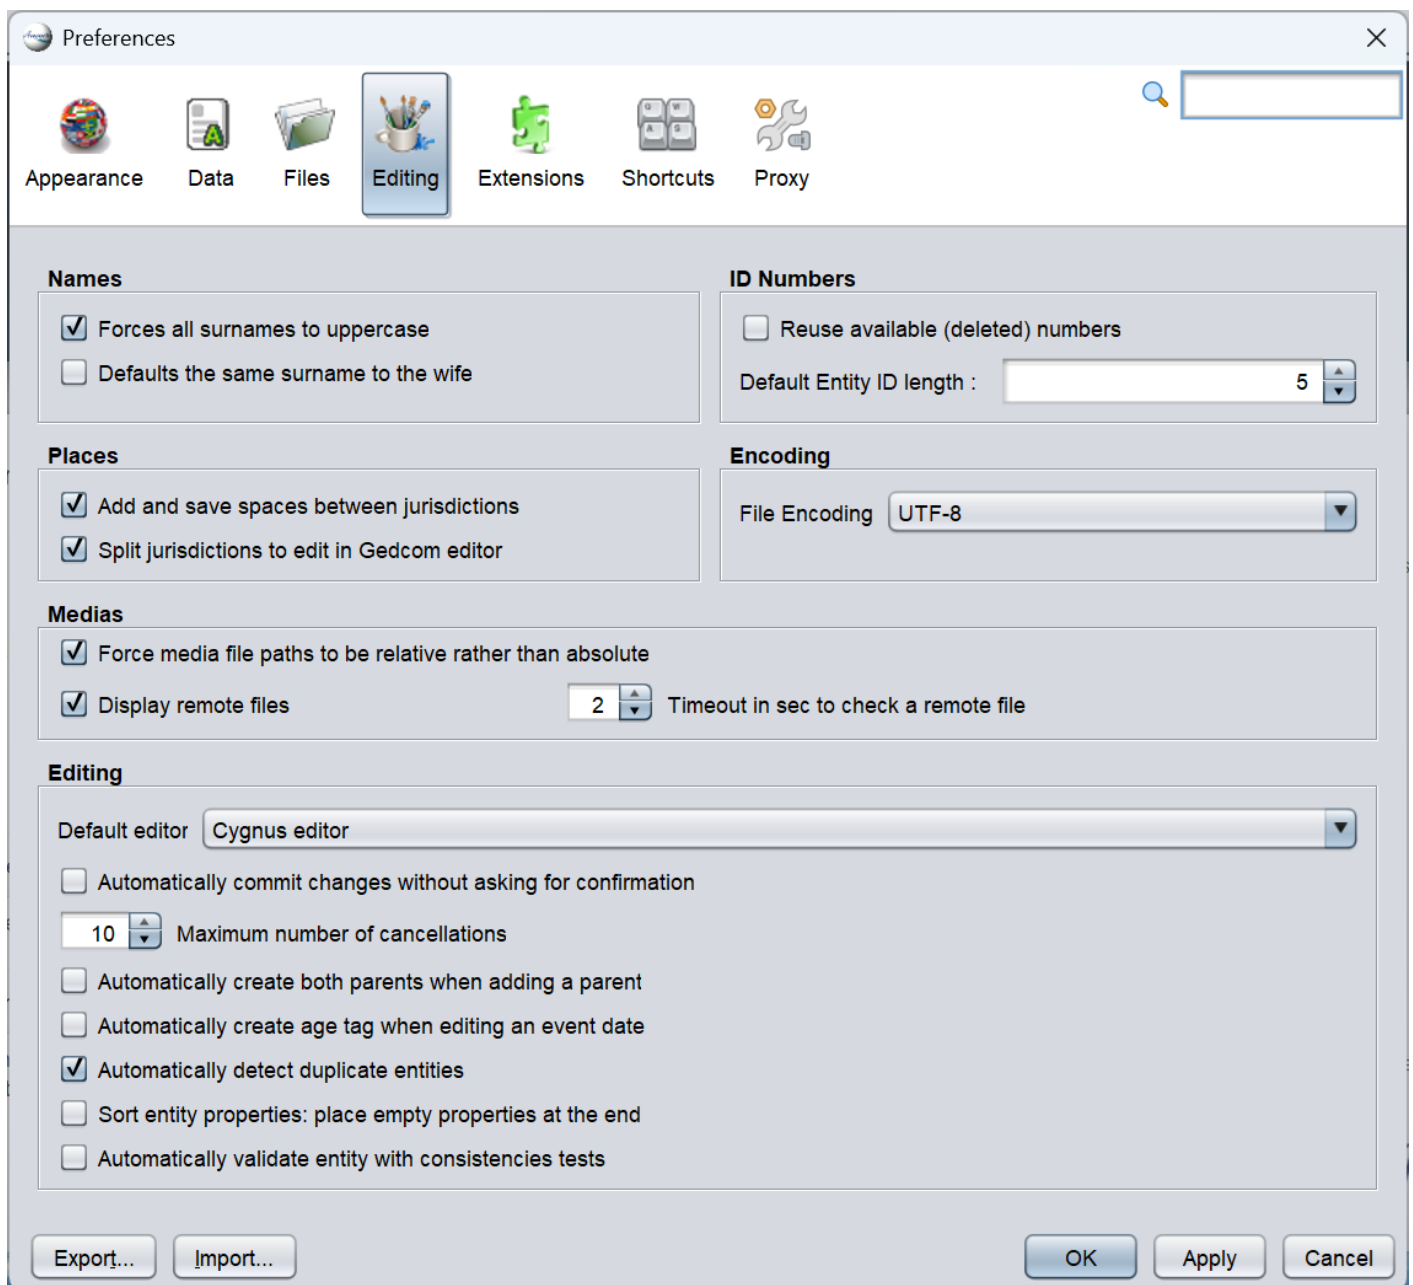 Preferences
Appearance
Data
Files
Editing
Extensions
Shortcuts
Proxy
Names
Forces all surnames to uppercase
Defaults the same surname to the wife
ID Numbers
Reuse available (deleted) numbers
Default Entity ID length : 5
Places
Add and save spaces between jurisdictions
Split jurisdictions to edit in Gedcom editor
Encoding
File Encoding UTF-8
Medias
Force media file paths to be relative rather than absolute
Display remote files 2 Timeout in sec to check a remote file
Editing
Default editor Cygnus editor
Automatically commit changes without asking for confirmation
10 Maximum number of cancellations
Automatically create both parents when adding a parent
Automatically create age tag when editing an event date
Automatically detect duplicate entities
Sort entity properties: place empty properties at the end
Automatically validate entity with consistencies tests
Export... Import... OK Apply Cancel